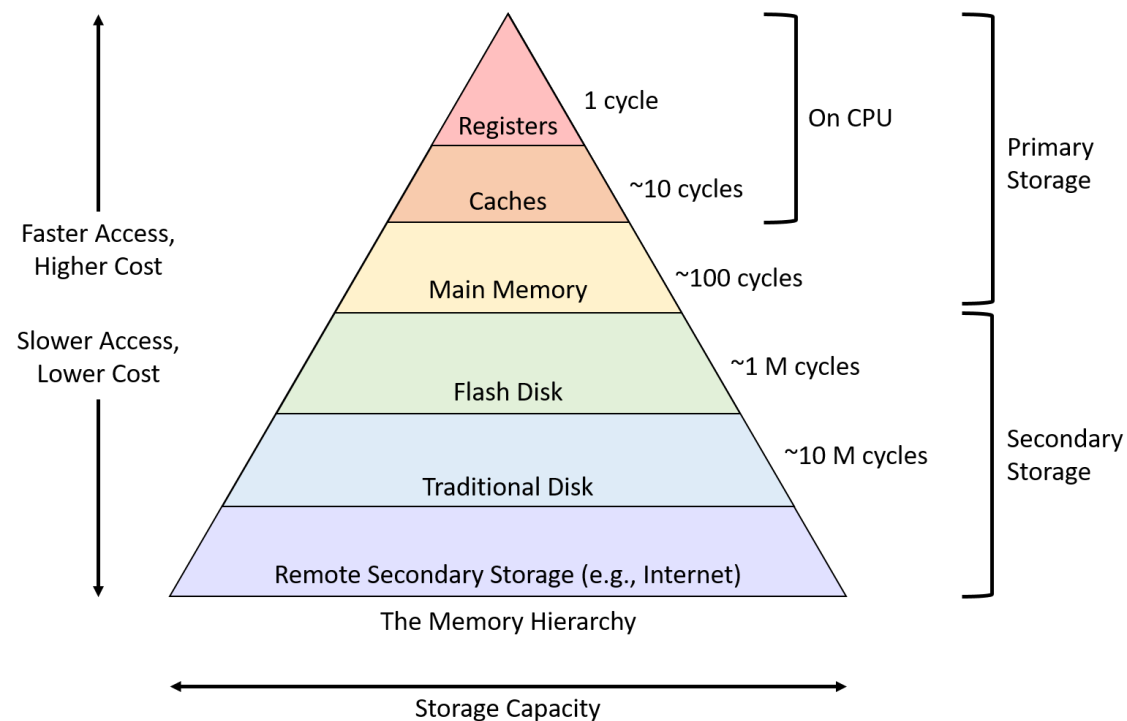 1 cycle
Registers
On CPU
Primary
Storage
~10 cycles
Caches
Faster Access,
Higher Cost
~100 cycles
Main Memory
Slower Access,
Lower Cost
~1 M cycles
Flash Disk
~10 M cycles
Secondary
Storage
Traditional Disk
Remote Secondary Storage (e.g., Internet)
The Memory Hierarchy
Storage Capacity